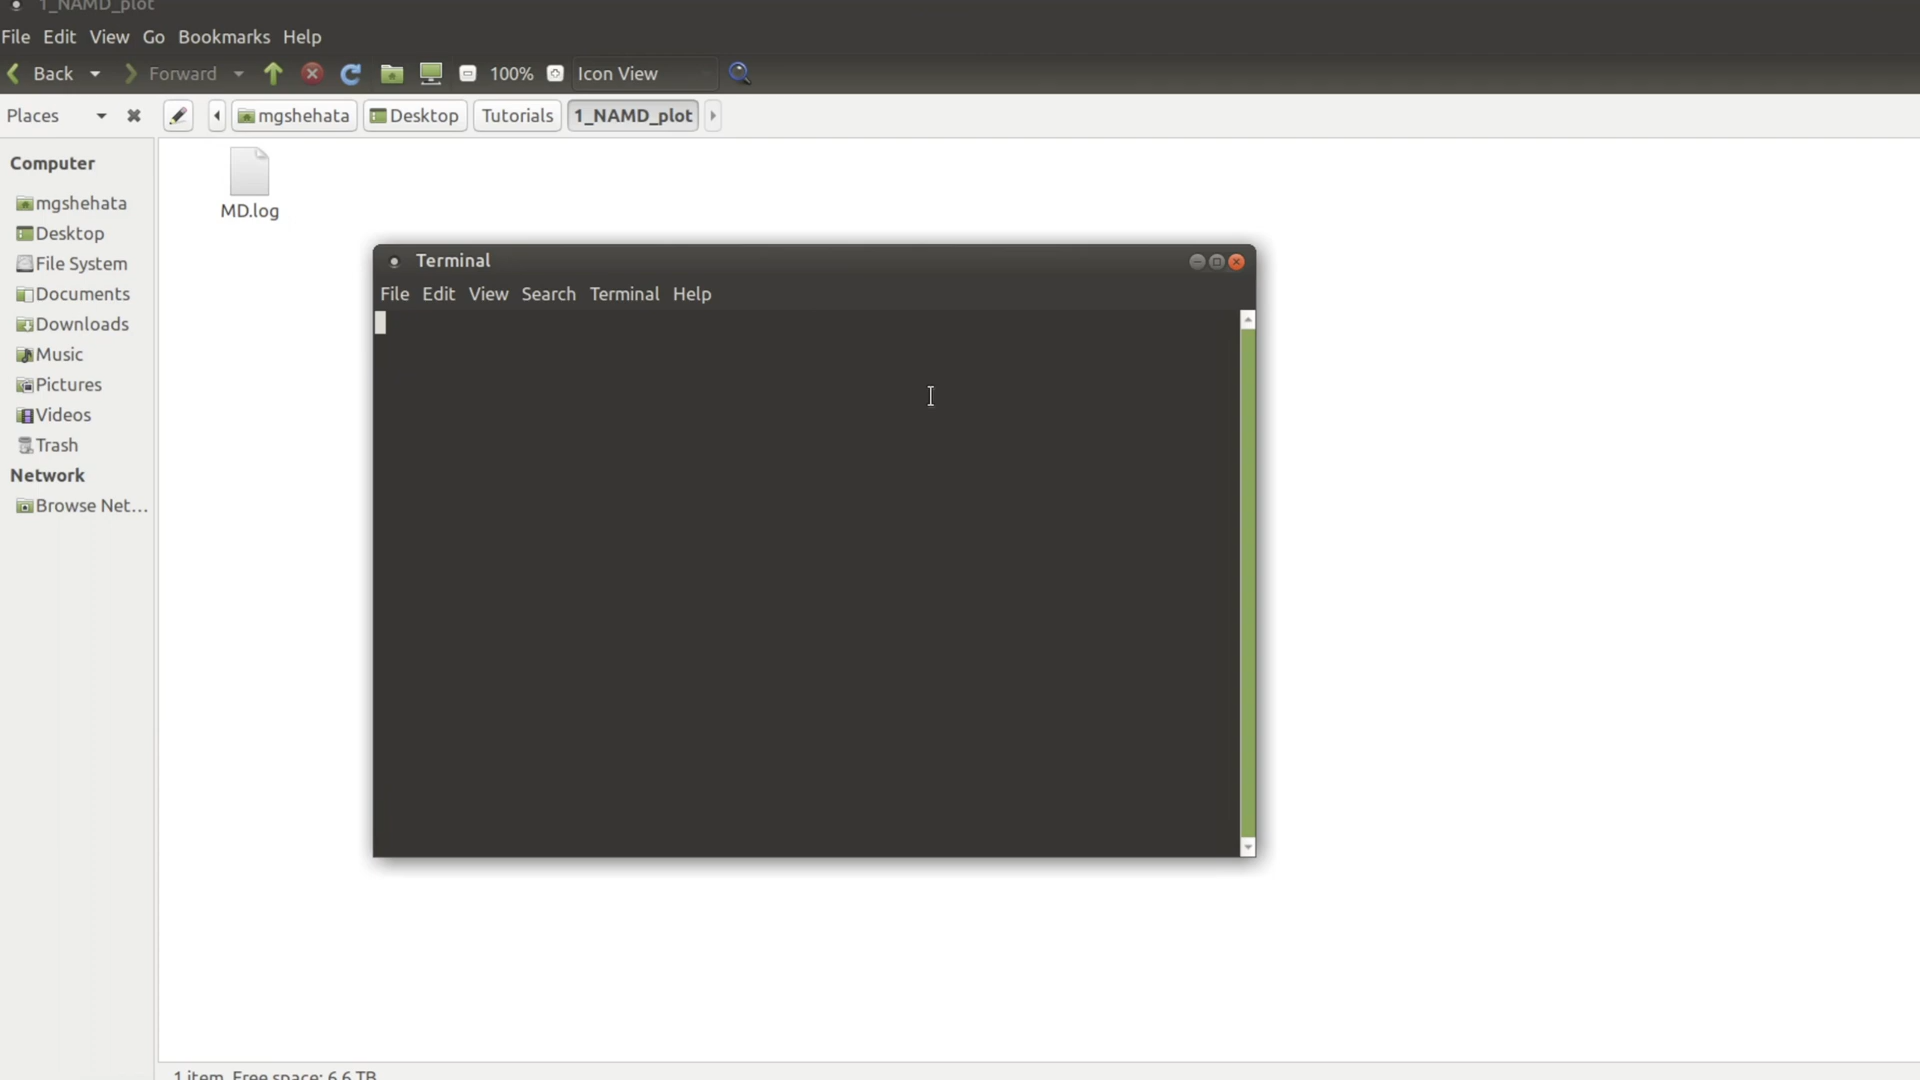 1_NAMD_plot
File Edit View Go Bookmarks Help
Back Forward 100% Icon View
Places mgshehata Desktop Tutorials 1_NAMD_plot
Computer
mgshehata
Desktop
File System
Documents
Downloads
Music
Pictures
Videos
Trash
Network
Browse Net...
MD.log
Terminal
File Edit View Search Terminal Help
1 item, Free space: 6.6 TB